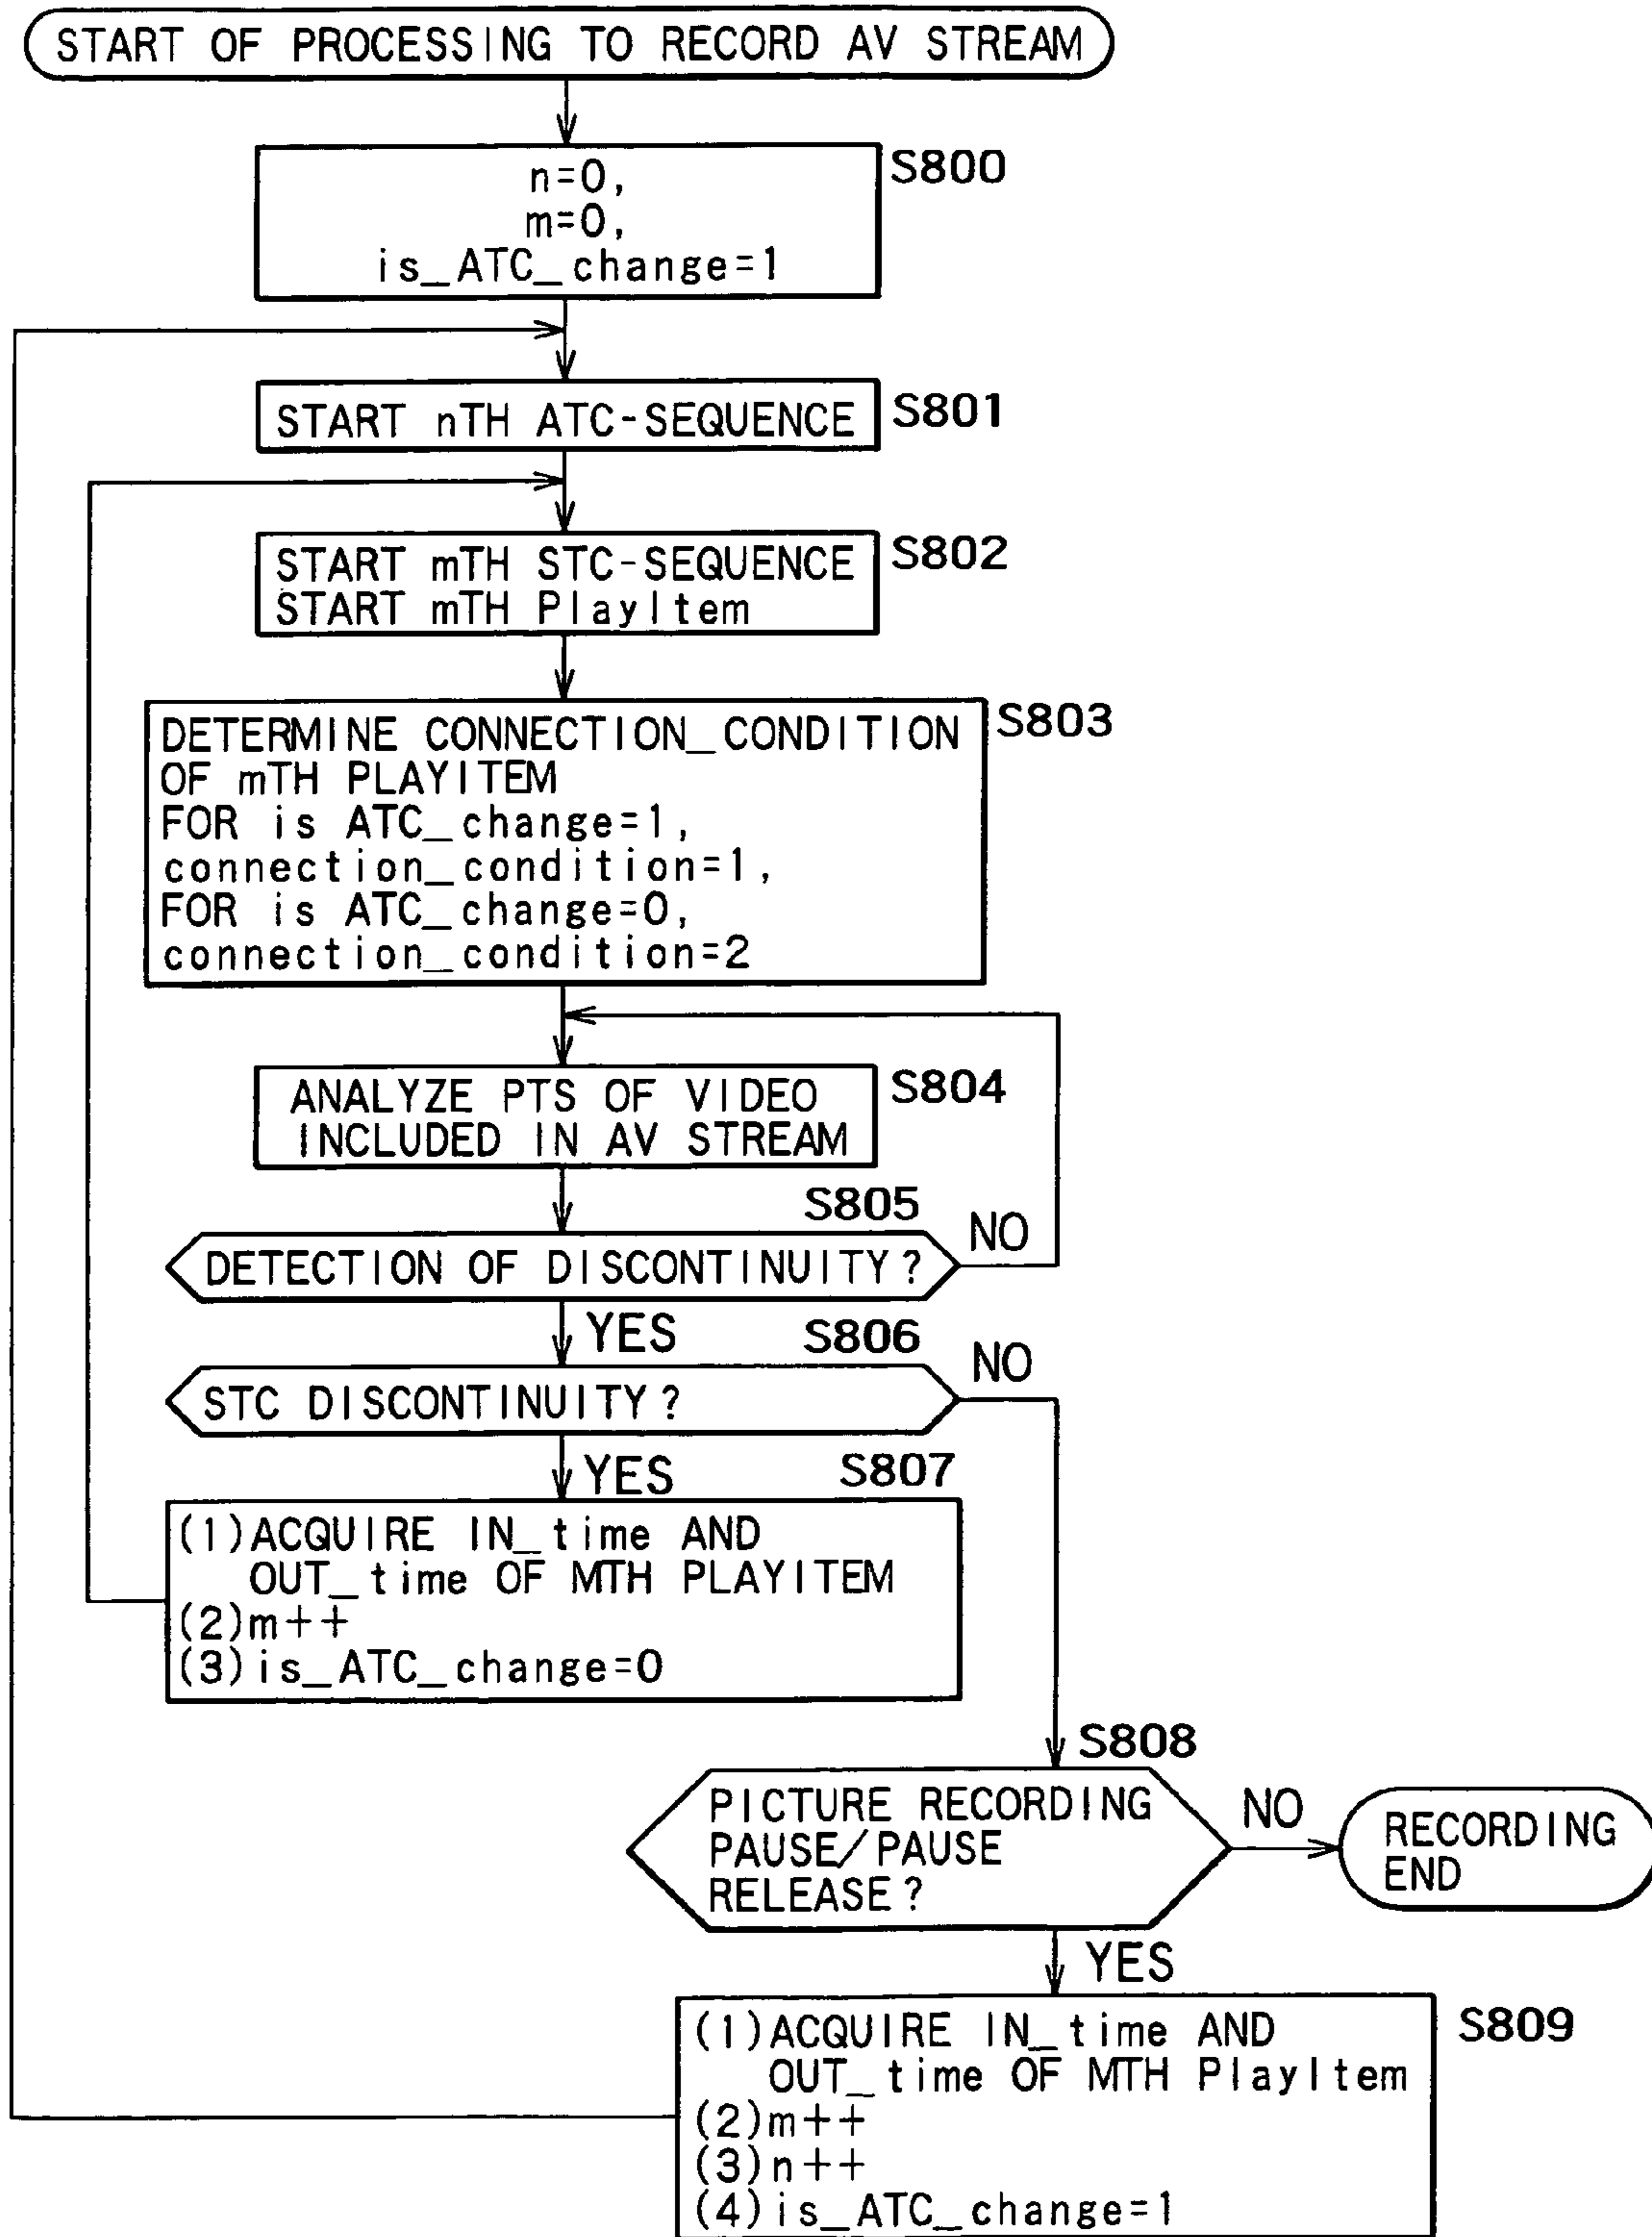 START OF PROCESSING TO RECORD AV STREAM
S800
n=0,
m=0,
is_ATC_change=1
START nTH ATC-SEQUENCE
S801
START mTH STC-SEQUENCE
START mTH PlayItem
S802
DETERMINE CONNECTION_CONDITION
OF mTH PLAYITEM
FOR is ATC_change=1,
connection_condition=1,
FOR is ATC_change=0,
connection_condition=2
S803
ANALYZE PTS OF VIDEO
INCLUDED IN AV STREAM
S804
S805
DETECTION OF DISCONTINUITY?
NO
YES
S806
STC DISCONTINUITY?
NO
YES
S807
(1)ACQUIRE IN_time AND
OUT_time OF MTH PLAYITEM
(2)m++
(3)is_ATC_change=0
S808
PICTURE RECORDING
PAUSE/PAUSE
RELEASE?
NO
RECORDING
END
YES
S809
(1)ACQUIRE IN_time AND
OUT_time OF MTH PlayItem
(2)m++
(3)n++
(4)is_ATC_change=1